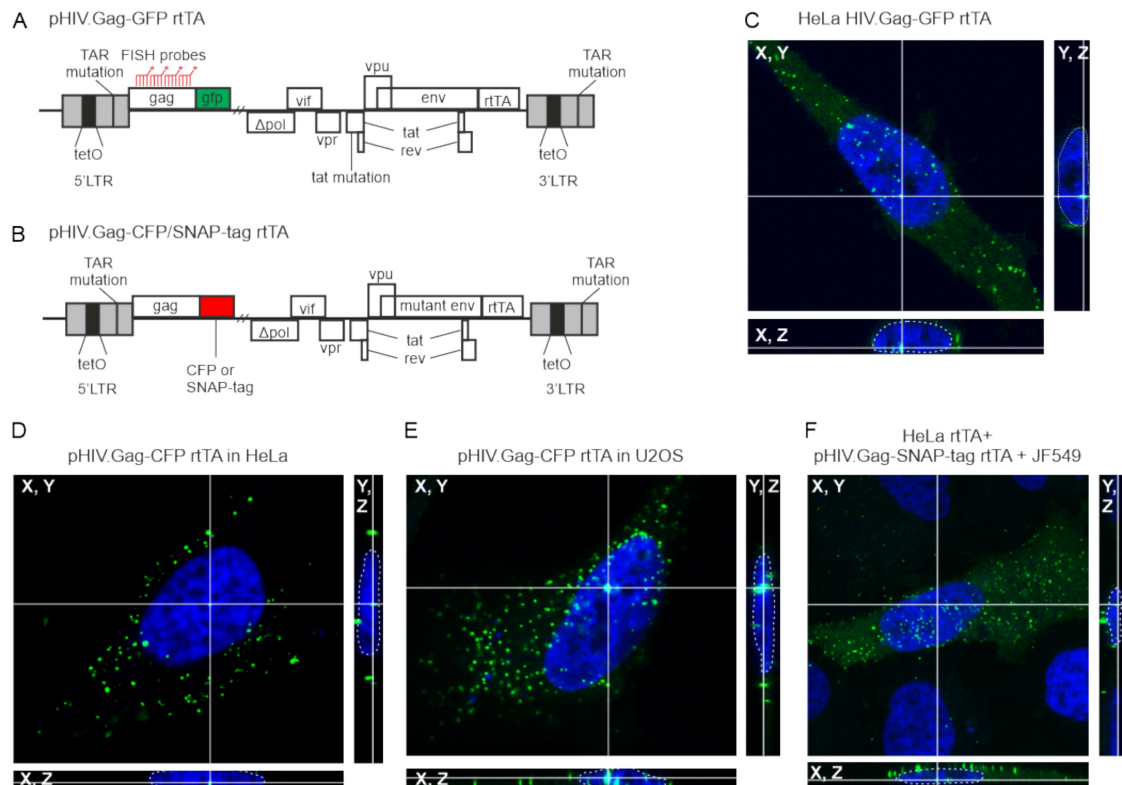 A
pHIV.Gag-GFP rtTA
TAR
mutation
FISH probes
gag
gfp
Δpol
vif
vpr
vpu
env
rtTA
tat
rev
tat mutation
tetO
5'LTR
tetO
3'LTR
B
pHIV.Gag-CFP/SNAP-tag rtTA
TAR
mutation
gag
CFP or
SNAP-tag
Δpol
vif
vpr
vpu
mutant env
rtTA
tat
rev
tetO
5'LTR
tetO
3'LTR
C
HeLa HIV.Gag-GFP rtTA
X, Y
Y, Z
X, Z
D
pHIV.Gag-CFP rtTA in HeLa
X, Y
Y,
Z
X, Z
E
pHIV.Gag-CFP rtTA in U2OS
X, Y
Y, Z
X, Z
F
HeLa rtTA+
pHIV.Gag-SNAP-tag rtTA + JF549
X, Y
Y, Z
X, Z